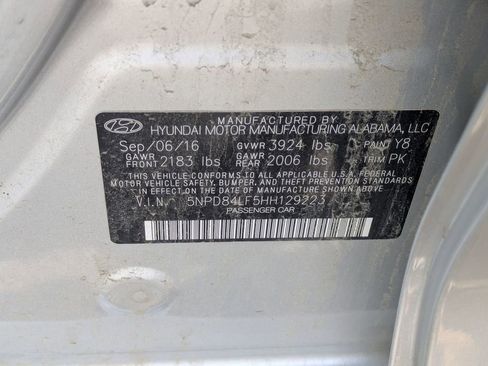 MANUFACTURED BY
HYUNDAI MOTOR MANUFACTURING ALABAMA, LLC
Sep/06/16 GVWR 3924 lbs PAINT Y8
GAWR FRONT 2183 lbs GAWR REAR 2006 lbs TRIM PK
THIS VEHICLE CONFORMS TO ALL APPLICABLE U.S.A. FEDERAL
MOTOR VEHICLE SAFETY, BUMPER, AND THEFT PREVENTION
STANDARDS IN EFFECT ON THE DATE OF MANUFACTURE SHOWN ABOVE.
V.I.N. 5NPD84LF5HH129223
PASSENGER CAR